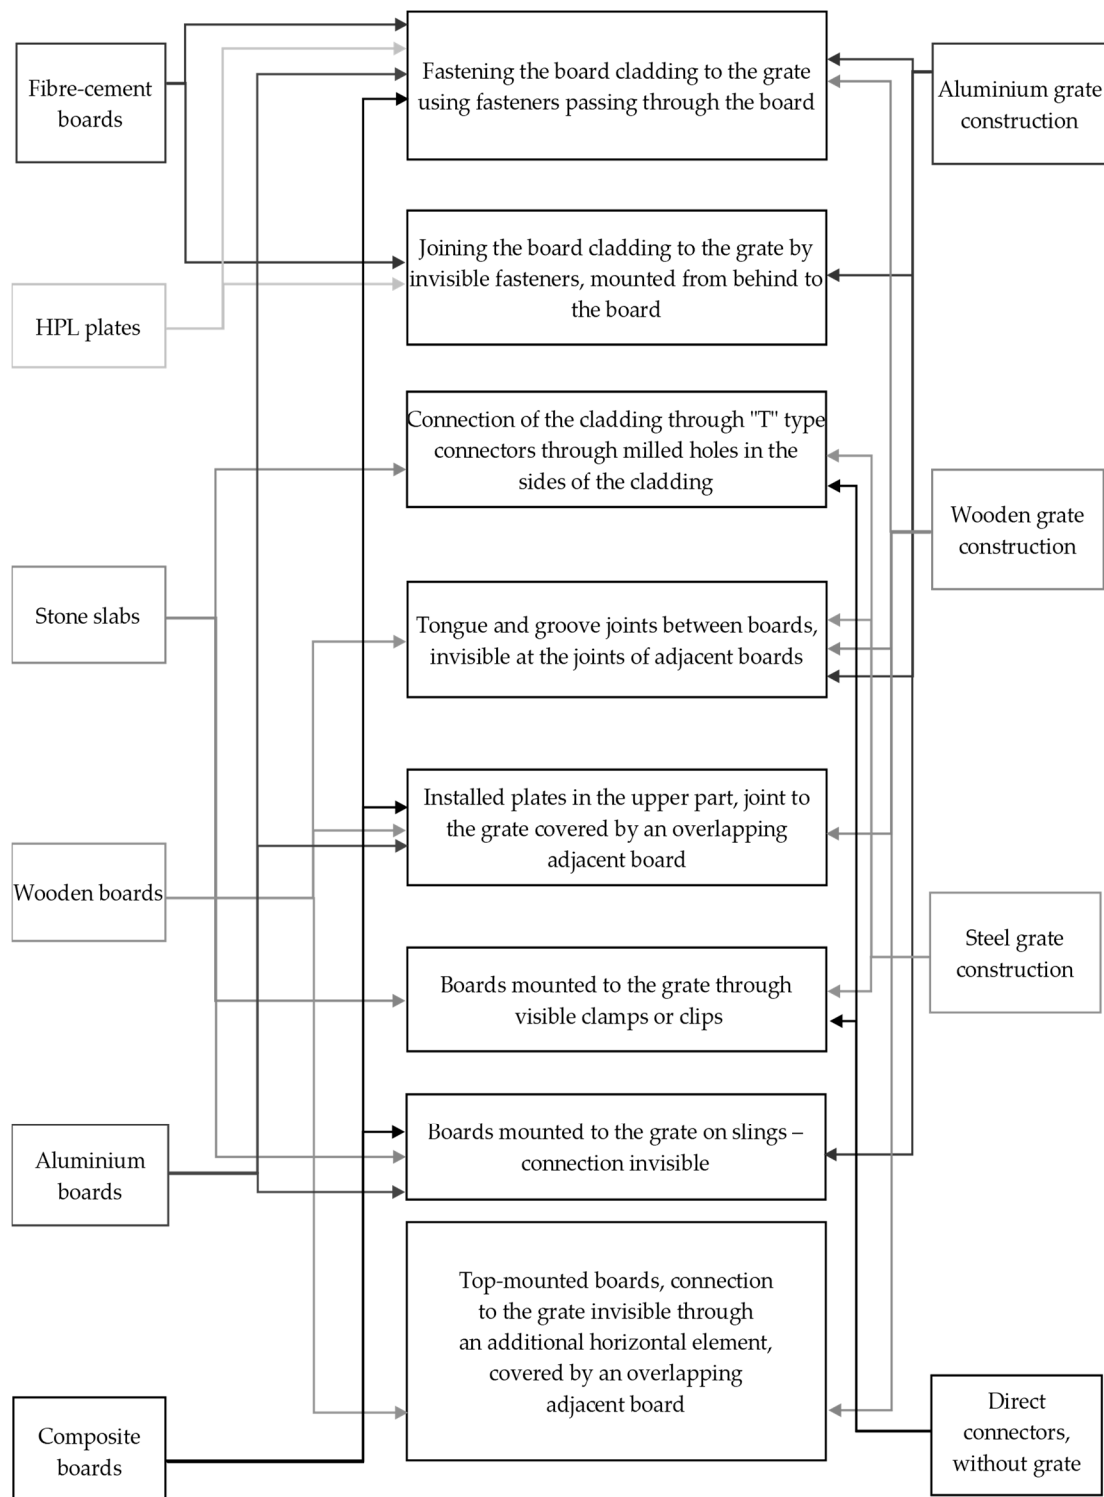 Fibre-cement
boards
HPL plates
Stone slabs
Wooden boards
Aluminium
boards
Composite
boards
Fastening the board cladding to the grate
using fasteners passing through the board
Joining the board cladding to the grate by
invisible fasteners, mounted from behind to
the board
Connection of the cladding through "T" type
connectors through milled holes in the
sides of the cladding
Tongue and groove joints between boards,
invisible at the joints of adjacent boards
Installed plates in the upper part, joint to
the grate covered by an overlapping
adjacent board
Boards mounted to the grate through
visible clamps or clips
Boards mounted to the grate on slings –
connection invisible
Top-mounted boards, connection
to the grate invisible through
an additional horizontal element,
covered by an overlapping
adjacent board
Aluminium grate
construction
Wooden grate
construction
Steel grate
construction
Direct
connectors,
without grate